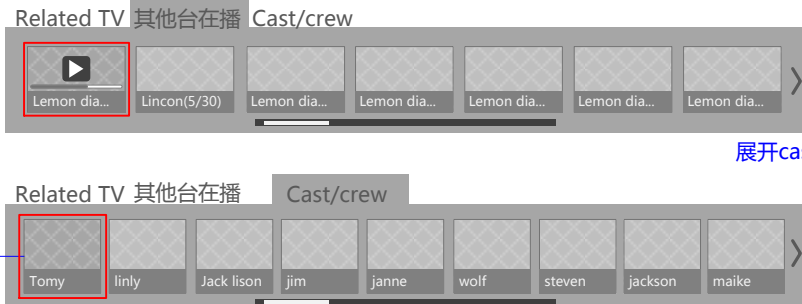 Related TV 其他台在播 Cast/crew
Lemon dia... Lincon(5/30) Lemon dia... Lemon dia... Lemon dia... Lemon dia... Lemon dia...
展开cas
Related TV 其他台在播 Cast/crew
Tomy linly Jack lison jim janne wolf steven jackson maike